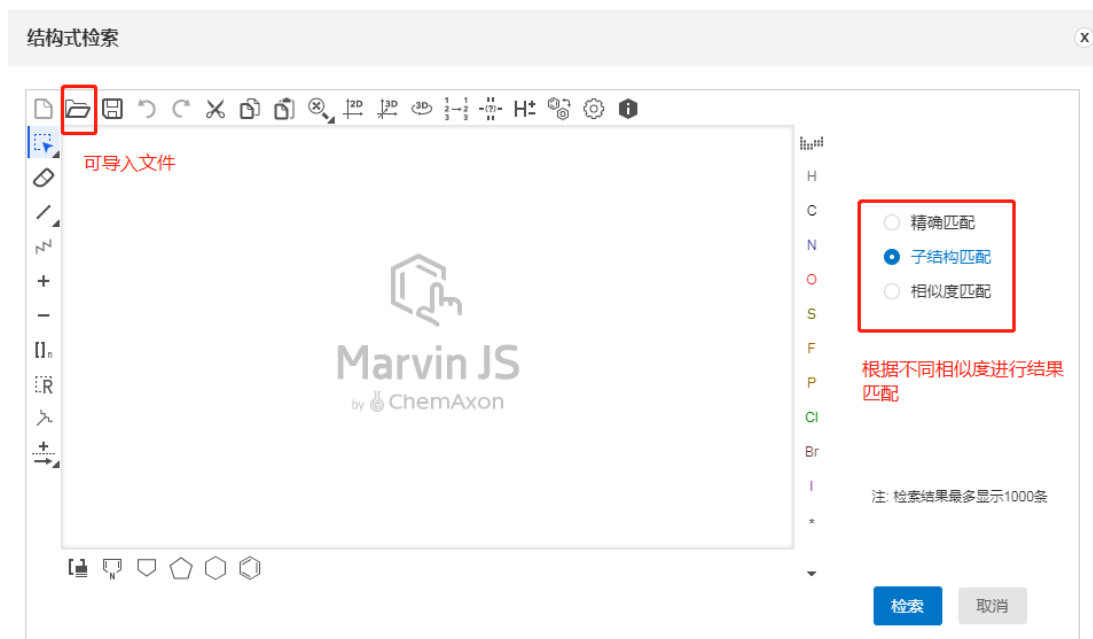 结构式检索
X
2D
3D
3D
H±
可导入文件
H
C
N
O
S
F
P
Cl
Br
I
*
[]n
R
精确匹配
子结构匹配
相似度匹配
根据不同相似度进行结果
匹配
Marvin JS
by ChemAxon
注: 检索结果最多显示1000条
N
检索
取消